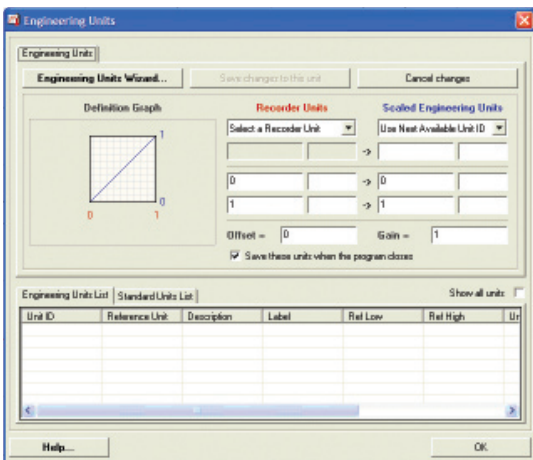 Engineering Units
Engineering Units
Engineering Units Wizard... Save changes to this unit Cancel changes
Definition Graph Recorder Units Scaled Engineering Units
Select a Recorder Unit Use Next Available Unit ID
->
1
0
0 1
0 -> 0
1 -> 1
Offset = 0 Gain = 1
Save these units when the program closes
Engineering Units List Standard Units List Show all units
Unit ID Reference Unit Description Label Ref Low Ref High Ur
Help... OK